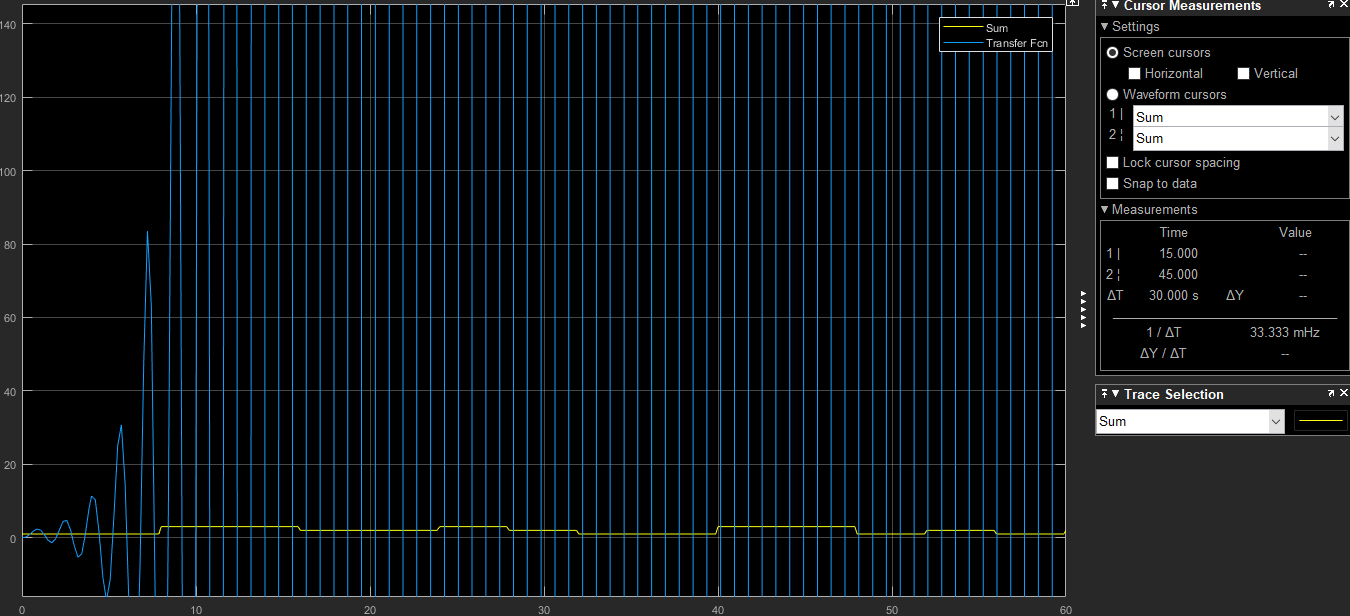 Cursor Measurements
Settings
Screen cursors
Horizontal Vertical
Waveform cursors
1 | Sum
2 ¦ Sum
Lock cursor spacing
Snap to data
Measurements
Time Value
1 | 15.000 --
2 ¦ 45.000 --
ΔT 30.000 s ΔY --
1 / ΔT 33.333 mHz
ΔY / ΔT --
Trace Selection
Sum
Sum
Transfer Fcn
140
120
100
80
60
40
20
0
0 10 20 30 40 50 60